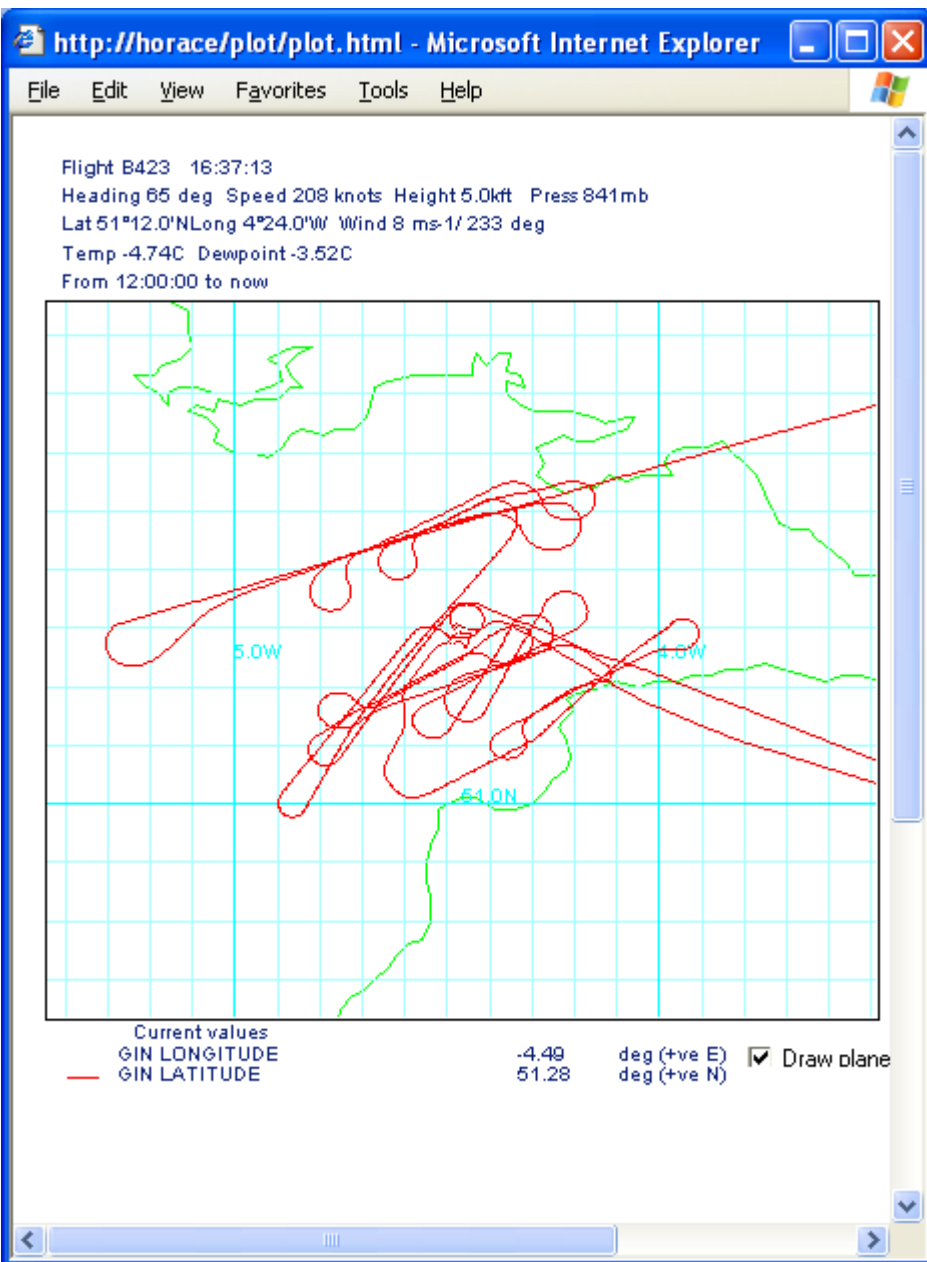 http://horace/plot/plot.html - Microsoft Internet Explorer
File Edit View Favorites Tools Help
Flight B423 16:37:13
Heading 65 deg Speed 208 knots Height 5.0kft Press 841mb
Lat 51°12.0'NLong 4°24.0'W Wind 8 ms-1/ 233 deg
Temp -4.74C Dewpoint -3.52C
From 12:00:00 to now
5.0W
4.0W
51.0N
Current values
GIN LONGITUDE -4.49 deg (+ve E)
GIN LATITUDE 51.28 deg (+ve N)
Draw plane